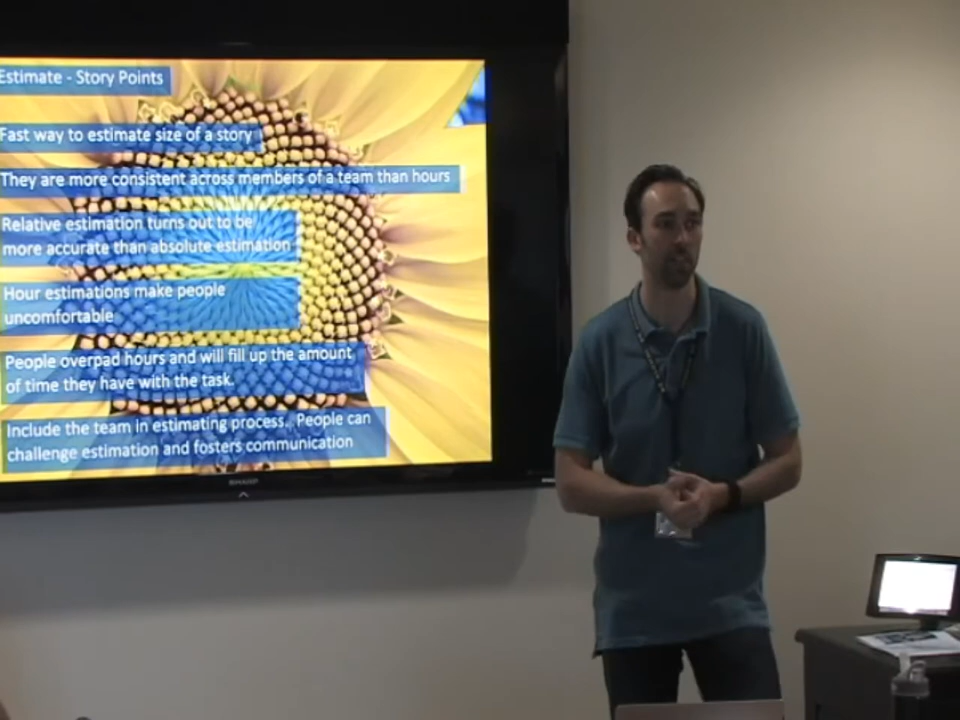 Estimate - Story Points
Fast way to estimate size of a story
They are more consistent across members of a team than hours
Relative estimation turns out to be
more accurate than absolute estimation
Hour estimations make people
uncomfortable
People overpad hours and will fill up the amount
of time they have with the task.
Include the team in estimating process. People can
challenge estimation and fosters communication
SHARP